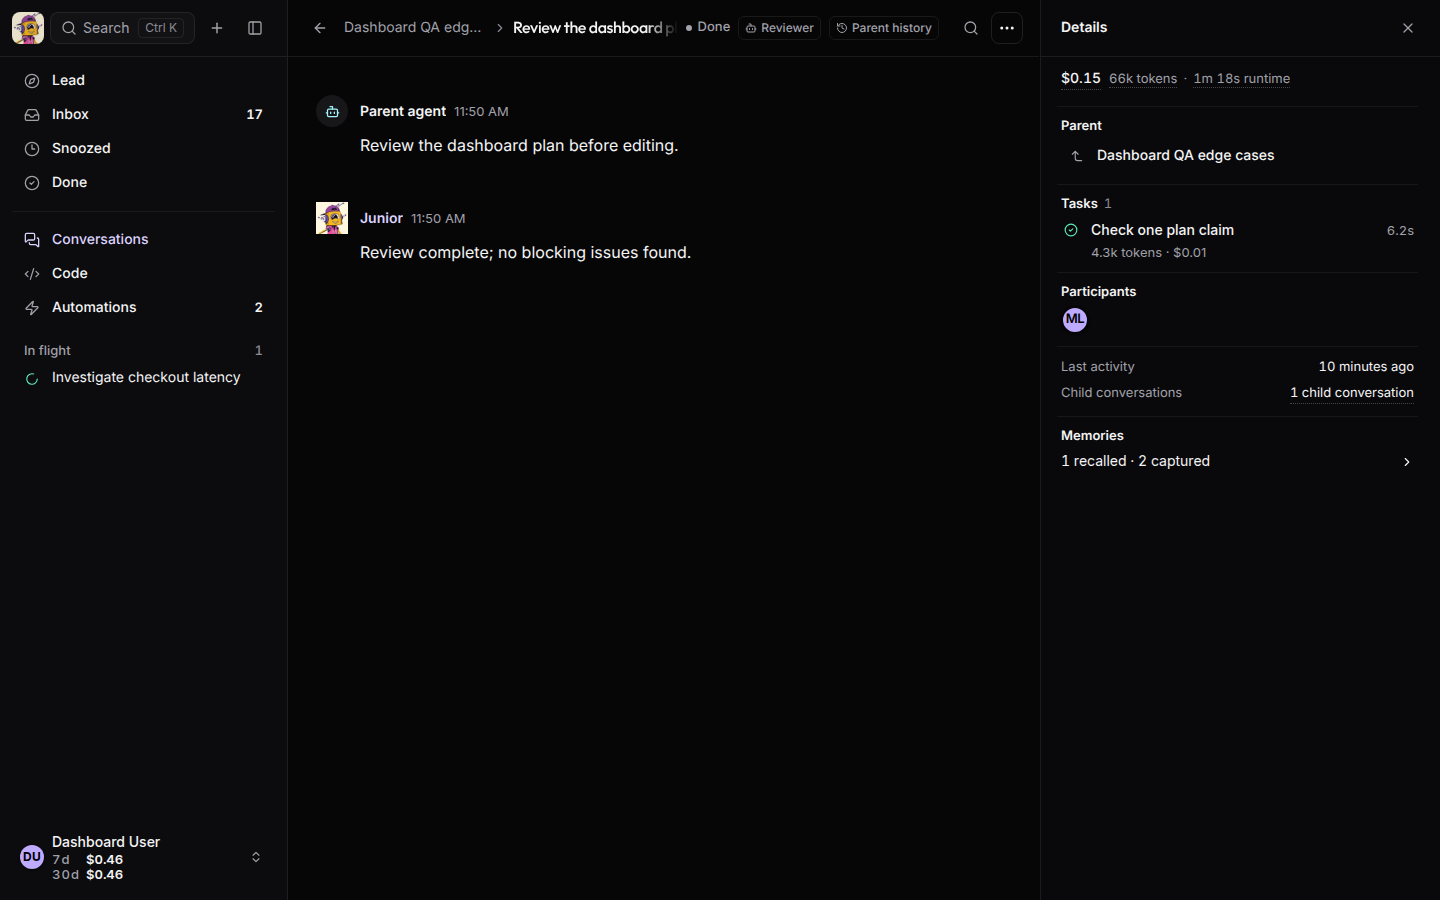 Search Ctrl K
Lead
Inbox 17
Snoozed
Done
Conversations
Code
Automations 2
In flight 1
Investigate checkout latency
DU
Dashboard User
7d $0.46
30d $0.46
Dashboard QA edg... Review the dashboard Done Reviewer Parent history
Parent agent 11:50 AM
Review the dashboard plan before editing.
Junior 11:50 AM
Review complete; no blocking issues found.
Details
$0.15 66k tokens · 1m 18s runtime
Parent
Dashboard QA edge cases
Tasks 1
Check one plan claim 6.2s
4.3k tokens · $0.01
Participants
ML
Last activity 10 minutes ago
Child conversations 1 child conversation
Memories
1 recalled · 2 captured